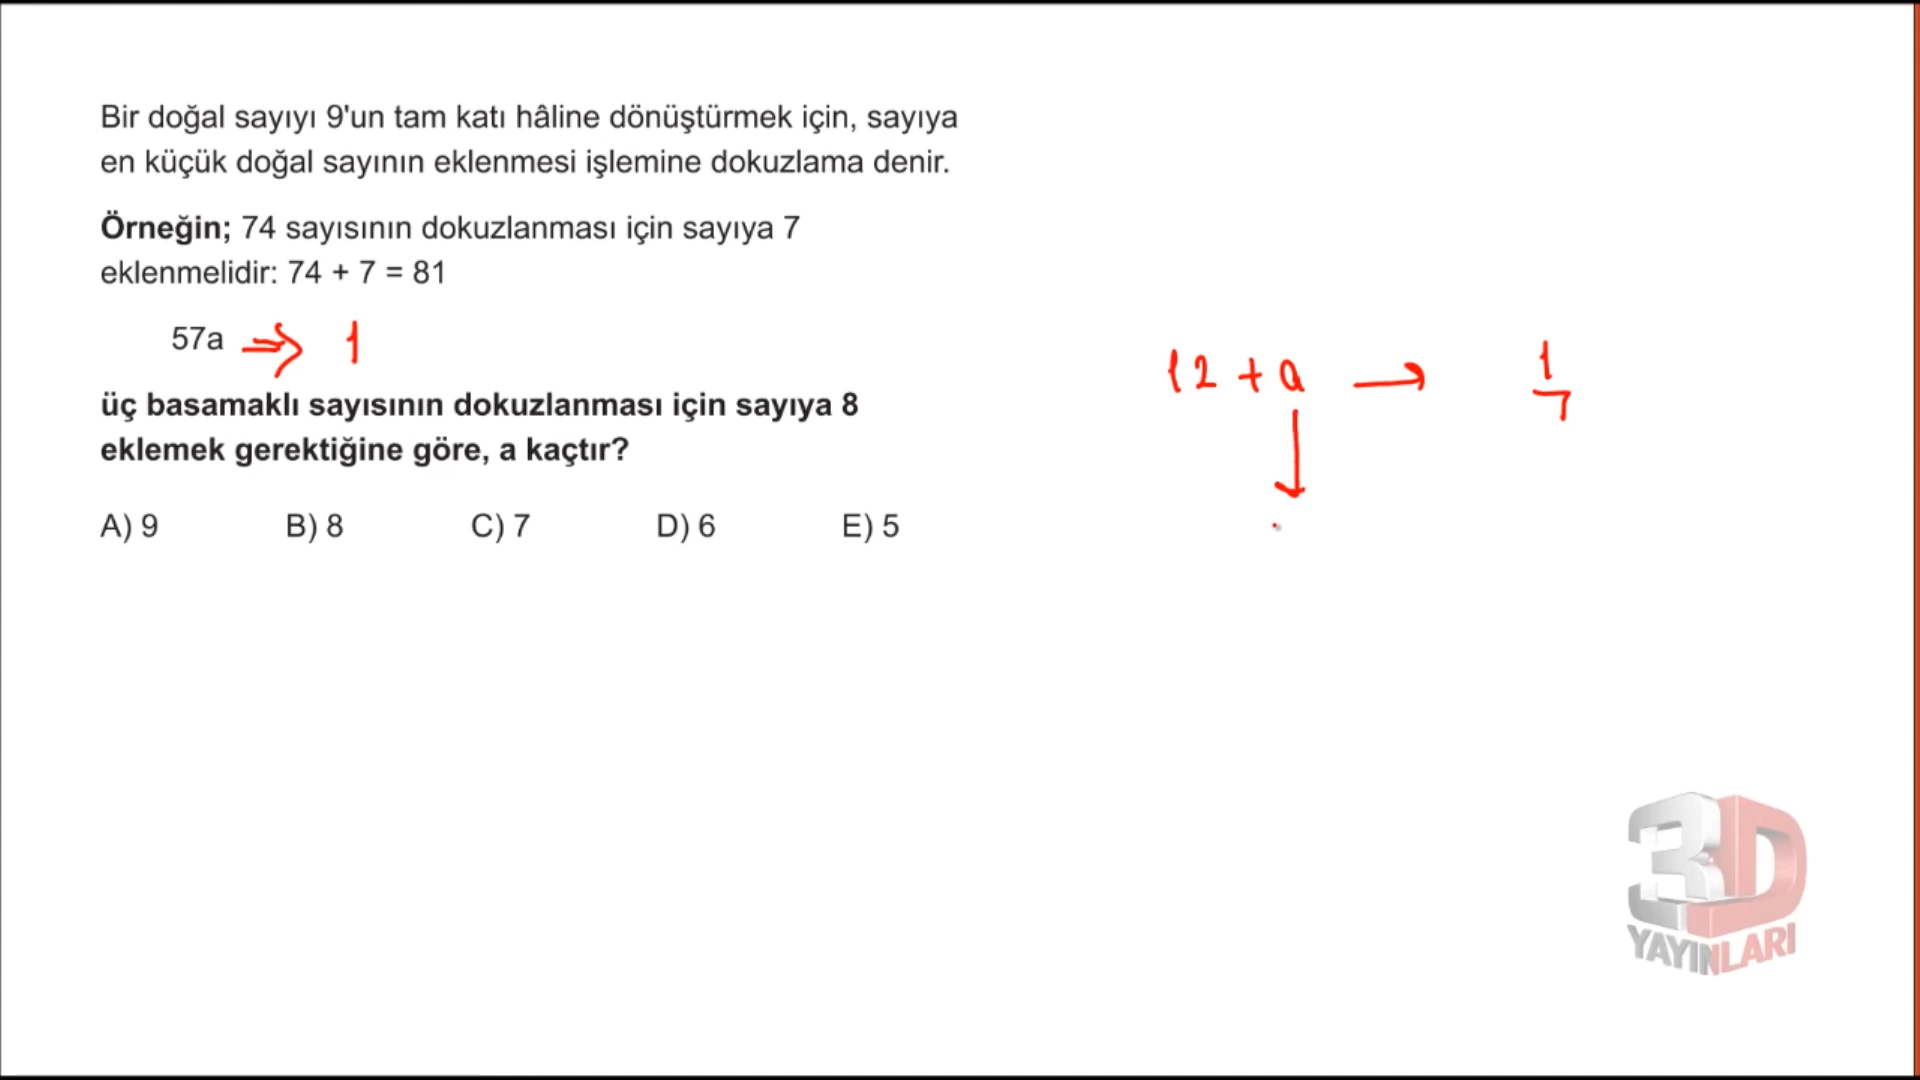 Bir doğal sayıyı 9'un tam katı hâline dönüştürmek için, sayıya
en küçük doğal sayının eklenmesi işlemine dokuzlama denir.
Örneğin; 74 sayısının dokuzlanması için sayıya 7
eklenmelidir: 74 + 7 = 81
57a ⇒ 1
üç basamaklı sayısının dokuzlanması için sayıya 8
eklemek gerektiğine göre, a kaçtır?
A) 9 B) 8 C) 7 D) 6 E) 5
12 + a → 1
3D
YAYINLARI